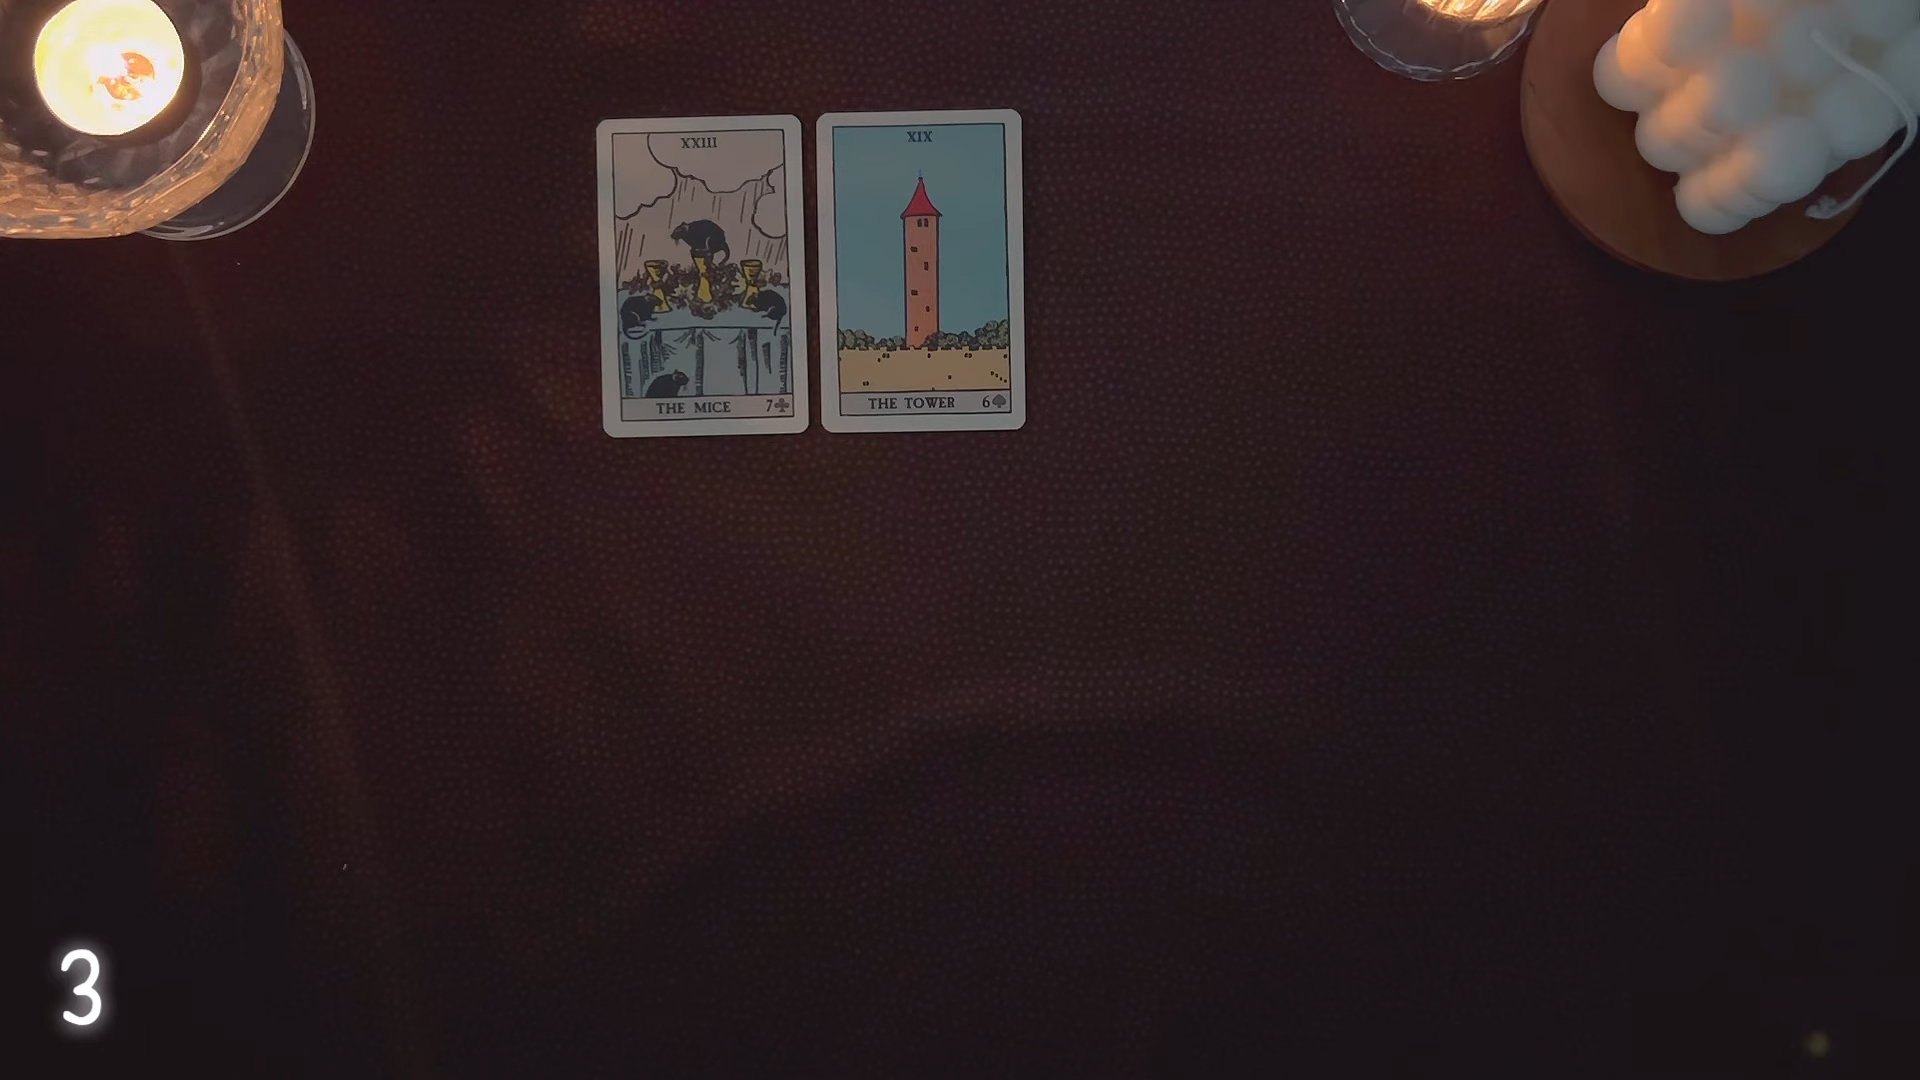 XXIII
THE MICE 7♣
XIX
THE TOWER 6♠
3